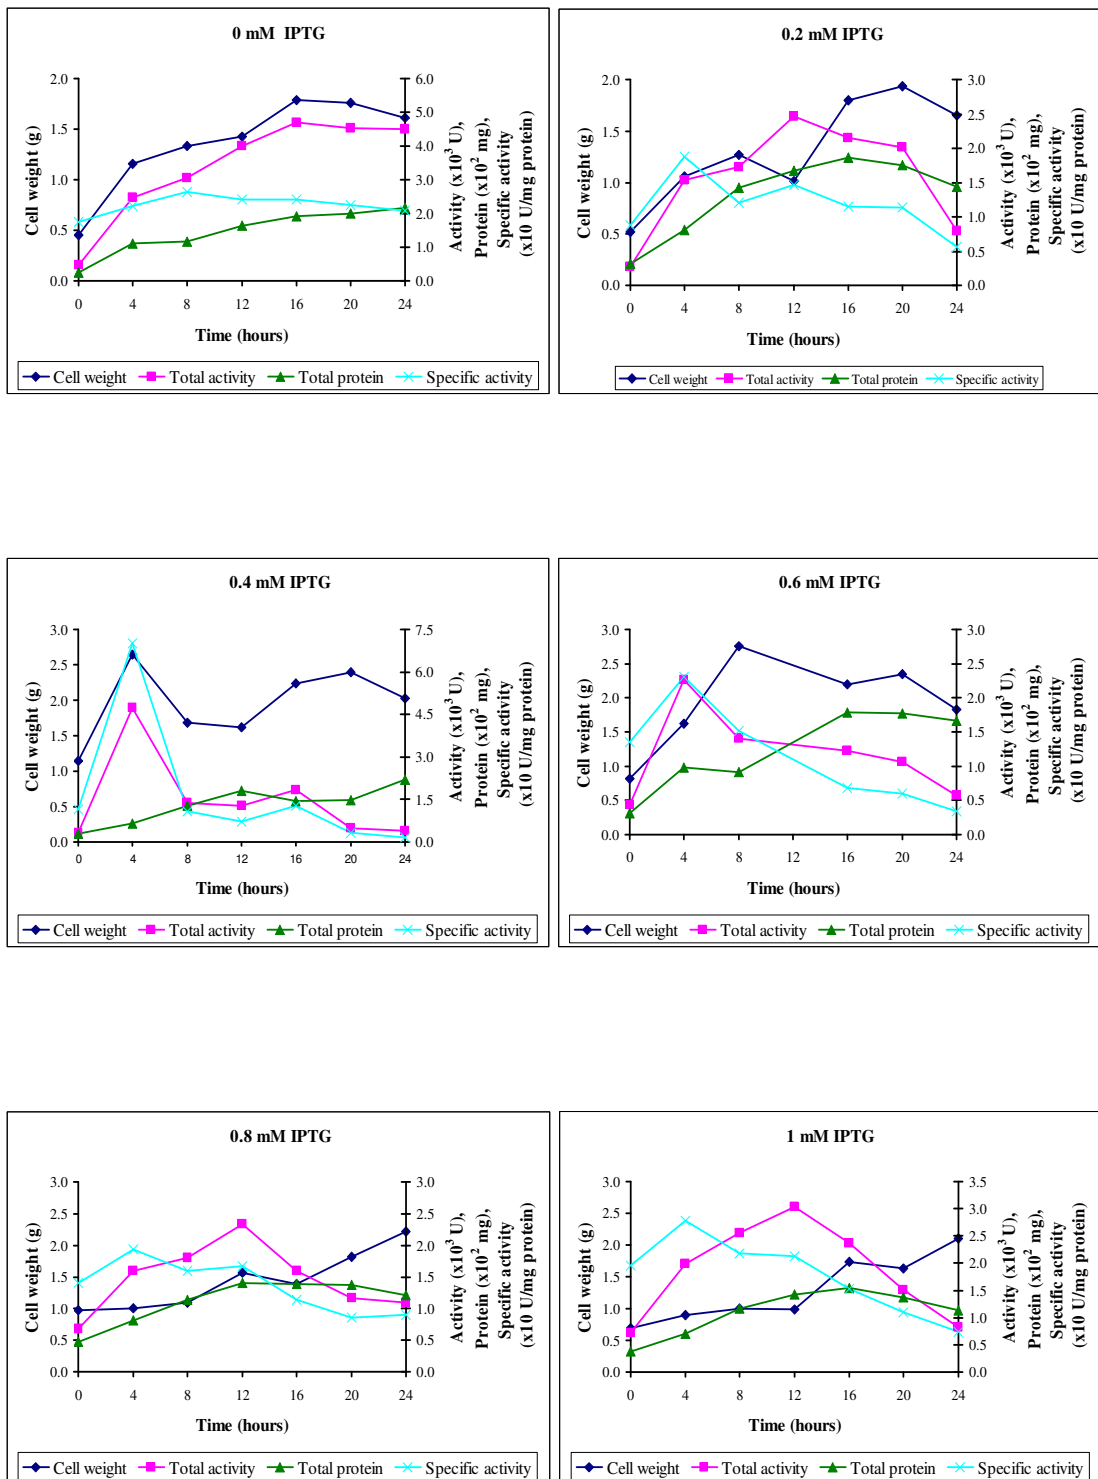 0 mM  IPTG
Cell weight (g)
2.0
1.5
1.0
0.5
0.0
6.0
5.0
4.0
3.0
2.0
1.0
0.0
Activity (x10³ U),
Protein (x10² mg),
Specific activity
(x10 U/mg protein)
0 4 8 12 16 20 24
Time (hours)
Cell weight Total activity Total protein Specific activity
0.2 mM IPTG
Cell weight (g)
2.0
1.5
1.0
0.5
0.0
3.0
2.5
2.0
1.5
1.0
0.5
0.0
Activity (x10³ U),
Protein (x10² mg),
Specific activity
(x10 U/mg protein)
0 4 8 12 16 20 24
Time (hours)
Cell weight Total activity Total protein Specific activity
0.4 mM IPTG
Cell weight (g)
3.0
2.5
2.0
1.5
1.0
0.5
0.0
7.5
6.0
4.5
3.0
1.5
0.0
Activity (x10³ U),
Protein (x10² mg),
Specific activity
(x10 U/mg protein)
0 4 8 12 16 20 24
Time (hours)
Cell weight Total activity Total protein Specific activity
0.6 mM IPTG
Cell weight (g)
3.0
2.5
2.0
1.5
1.0
0.5
0.0
3.0
2.5
2.0
1.5
1.0
0.5
0.0
Activity (x10³ U),
Protein (x10² mg),
Specific activity
(x10 U/mg protein)
0 4 8 12 16 20 24
Time (hours)
Cell weight Total activity Total protein Specific activity
0.8 mM IPTG
Cell weight (g)
3.0
2.5
2.0
1.5
1.0
0.5
0.0
3.0
2.5
2.0
1.5
1.0
0.5
0.0
Activity (x10³ U),
Protein (x10² mg),
Specific activity
(x10 U/mg protein)
0 4 8 12 16 20 24
Time (hours)
Cell weight Total activity Total protein Specific activity
1 mM IPTG
Cell weight (g)
3.0
2.5
2.0
1.5
1.0
0.5
0.0
3.5
3.0
2.5
2.0
1.5
1.0
0.5
0.0
Activity (x10³ U),
Protein (x10² mg),
Specific activity
(x10 U/mg protein)
0 4 8 12 16 20 24
Time (hours)
Cell weight Total activity Total protein Specific activity